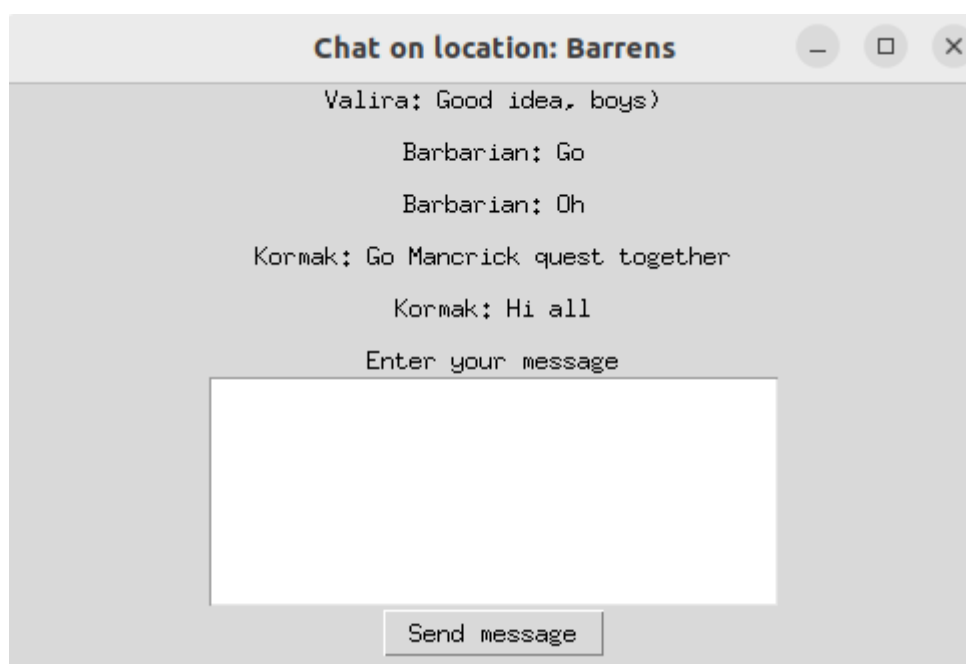 Chat on location: Barrens
Valira: Good idea, boys)
Barbarian: Go
Barbarian: Oh
Kormak: Go Mancrick quest together
Kormak: Hi all
Enter your message
Send message